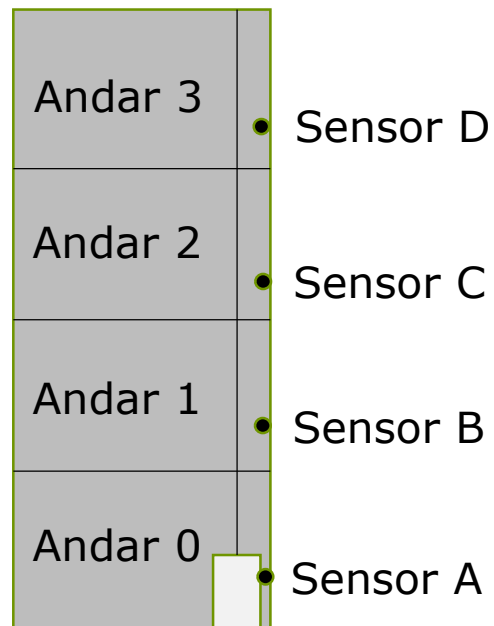 Andar 3
Sensor D
Andar 2
Sensor C
Andar 1
Sensor B
Andar 0
Sensor A